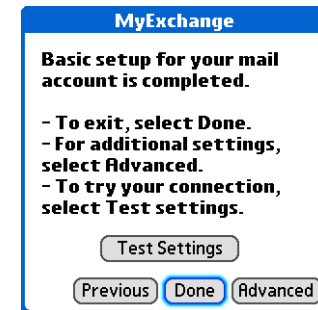 MyExchange
Basic setup for your mail
account is completed.
- To exit, select Done.
- For additional settings,
select Advanced.
- To try your connection,
select Test settings.
Test Settings
Previous Done Advanced